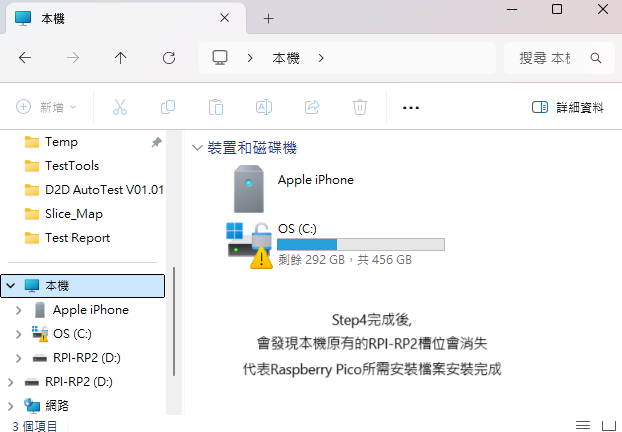 本機
本機
搜尋 本機
新增
詳細資料
Temp
TestTools
D2D AutoTest V01.01
Slice_Map
Test Report
本機
Apple iPhone
OS (C:)
RPI-RP2 (D:)
RPI-RP2 (D:)
網路
裝置和磁碟機
Apple iPhone
OS (C:)
剩餘 292 GB，共 456 GB
Step4完成後,
會發現本機原有的RPI-RP2槽位會消失
代表Raspberry Pico所需安裝檔案安裝完成
3 個項目